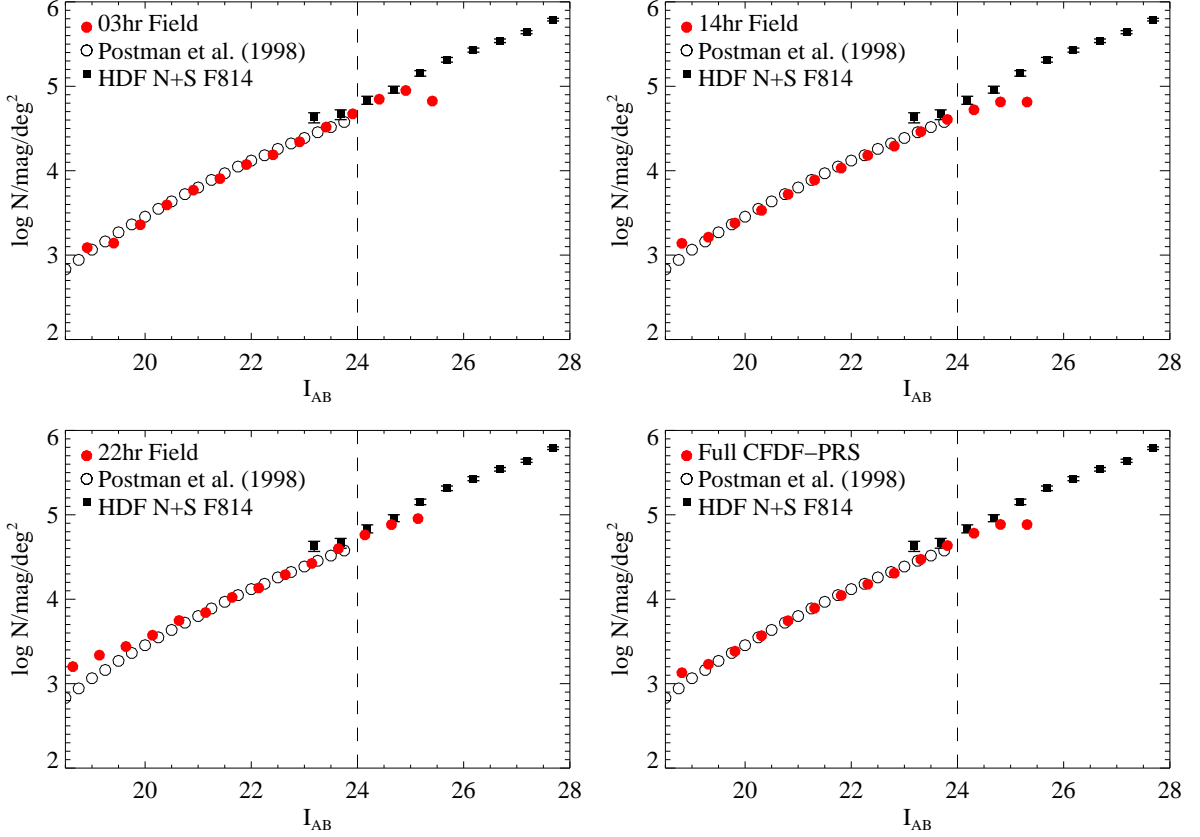 03hr Field
Postman et al. (1998)
HDF N+S F814
log N/mag/deg²
6
5
4
3
2
20 22 24 26 28
I_AB
14hr Field
Postman et al. (1998)
HDF N+S F814
log N/mag/deg²
6
5
4
3
2
20 22 24 26 28
I_AB
22hr Field
Postman et al. (1998)
HDF N+S F814
log N/mag/deg²
6
5
4
3
2
20 22 24 26 28
I_AB
Full CFDF−PRS
Postman et al. (1998)
HDF N+S F814
log N/mag/deg²
6
5
4
3
2
20 22 24 26 28
I_AB